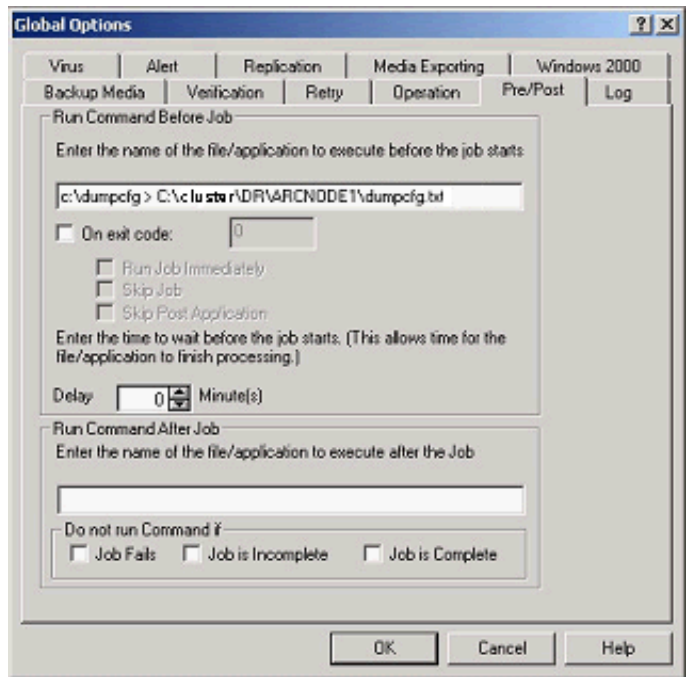 Global Options
Virus Alert Replication Media Exporting Windows 2000
Backup Media Verification Retry Operation Pre/Post Log
Run Command Before Job
Enter the name of the file/application to execute before the job starts
c:\dumpcfg > C:\cluster\DR\ARCNODE1\dumpcfg.txt
On exit code: 0
Run Job Immediately
Skip Job
Skip Post Application
Enter the time to wait before the job starts. (This allows time for the
file/application to finish processing.)
Delay 0 Minute(s)
Run Command After Job
Enter the name of the file/application to execute after the Job
Do not run Command if
Job Fails Job is Incomplete Job is Complete
OK Cancel Help